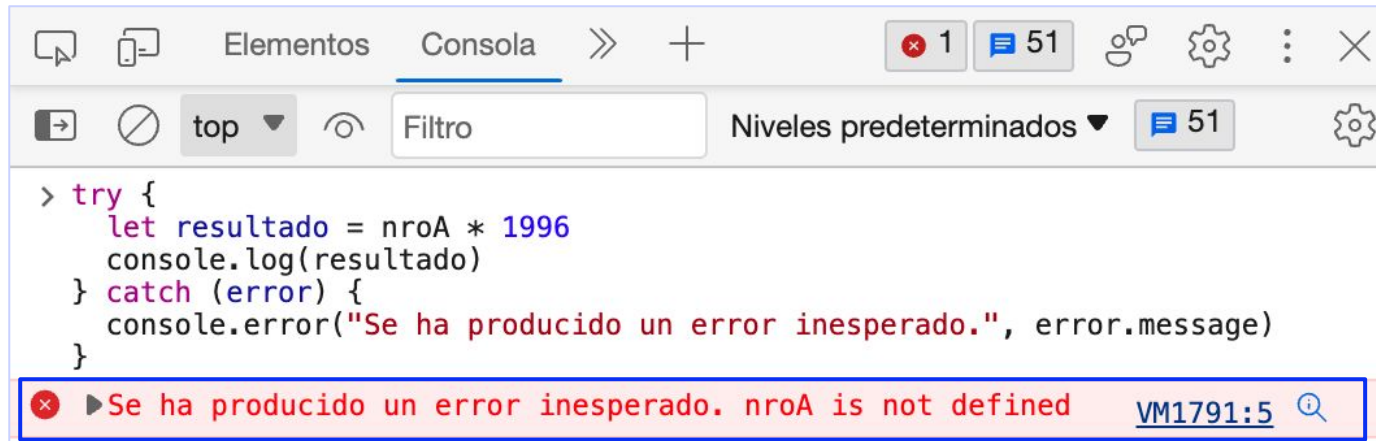 Elementos Consola 1 51
top Filtro Niveles predeterminados 51
> try {
let resultado = nroA * 1996
console.log(resultado)
} catch (error) {
console.error("Se ha producido un error inesperado.", error.message)
}
Se ha producido un error inesperado. nroA is not defined VM1791:5